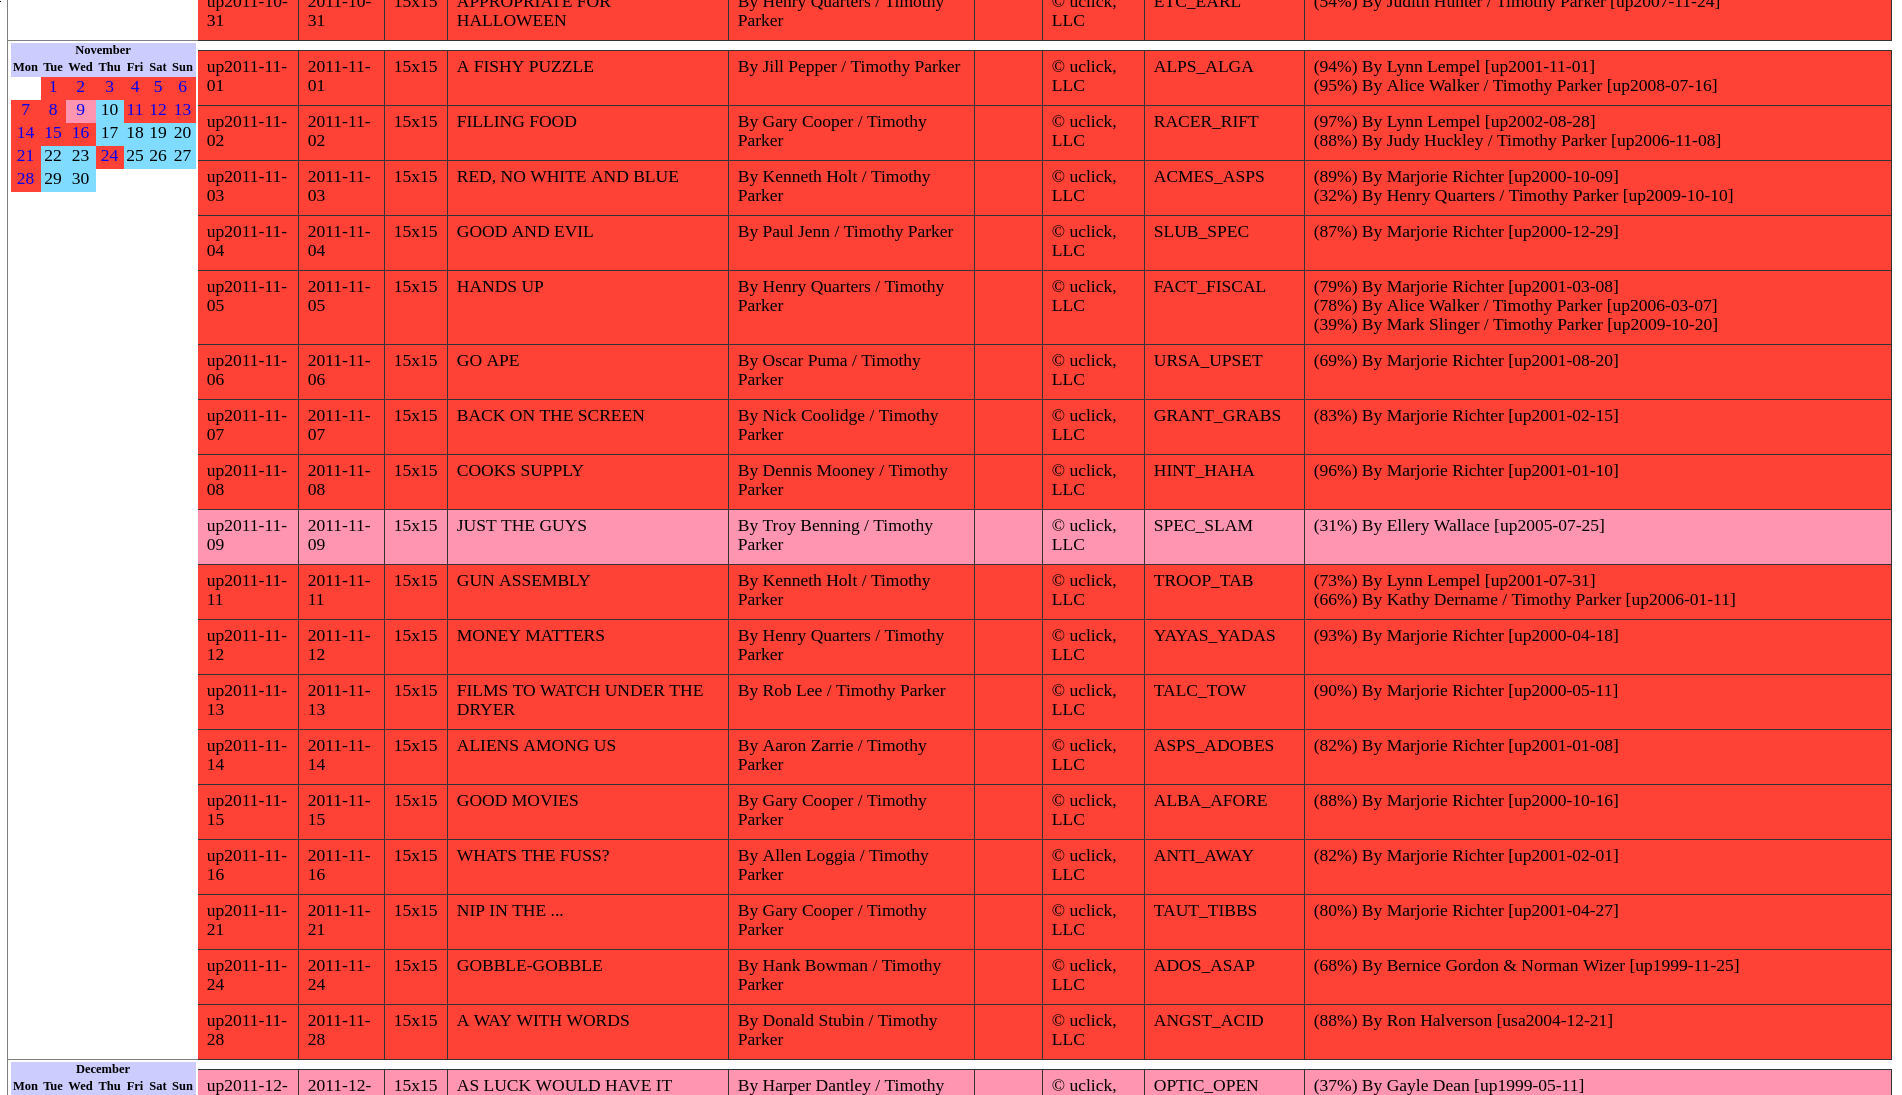 up2011-10- 2011-10- 15x15 APPROPRIATE FOR By Henry Quarters / Timothy © uclick, ETC_EARL (54%) By Judith Hunter / Timothy Parker [up2007-11-24]
31 31 HALLOWEEN Parker LLC
November
Mon Tue Wed Thu Fri Sat Sun
1 2 3 4 5 6
7 8 9 10 11 12 13
14 15 16 17 18 19 20
21 22 23 24 25 26 27
28 29 30
up2011-11- 2011-11- 15x15 A FISHY PUZZLE By Jill Pepper / Timothy Parker © uclick, ALPS_ALGA (94%) By Lynn Lempel [up2001-11-01]
01 01 LLC (95%) By Alice Walker / Timothy Parker [up2008-07-16]
up2011-11- 2011-11- 15x15 FILLING FOOD By Gary Cooper / Timothy © uclick, RACER_RIFT (97%) By Lynn Lempel [up2002-08-28]
02 02 Parker LLC (88%) By Judy Huckley / Timothy Parker [up2006-11-08]
up2011-11- 2011-11- 15x15 RED, NO WHITE AND BLUE By Kenneth Holt / Timothy © uclick, ACMES_ASPS (89%) By Marjorie Richter [up2000-10-09]
03 03 Parker LLC (32%) By Henry Quarters / Timothy Parker [up2009-10-10]
up2011-11- 2011-11- 15x15 GOOD AND EVIL By Paul Jenn / Timothy Parker © uclick, SLUB_SPEC (87%) By Marjorie Richter [up2000-12-29]
04 04 LLC
up2011-11- 2011-11- 15x15 HANDS UP By Henry Quarters / Timothy © uclick, FACT_FISCAL (79%) By Marjorie Richter [up2001-03-08]
05 05 Parker LLC (78%) By Alice Walker / Timothy Parker [up2006-03-07]
(39%) By Mark Slinger / Timothy Parker [up2009-10-20]
up2011-11- 2011-11- 15x15 GO APE By Oscar Puma / Timothy © uclick, URSA_UPSET (69%) By Marjorie Richter [up2001-08-20]
06 06 Parker LLC
up2011-11- 2011-11- 15x15 BACK ON THE SCREEN By Nick Coolidge / Timothy © uclick, GRANT_GRABS (83%) By Marjorie Richter [up2001-02-15]
07 07 Parker LLC
up2011-11- 2011-11- 15x15 COOKS SUPPLY By Dennis Mooney / Timothy © uclick, HINT_HAHA (96%) By Marjorie Richter [up2001-01-10]
08 08 Parker LLC
up2011-11- 2011-11- 15x15 JUST THE GUYS By Troy Benning / Timothy © uclick, SPEC_SLAM (31%) By Ellery Wallace [up2005-07-25]
09 09 Parker LLC
up2011-11- 2011-11- 15x15 GUN ASSEMBLY By Kenneth Holt / Timothy © uclick, TROOP_TAB (73%) By Lynn Lempel [up2001-07-31]
11 11 Parker LLC (66%) By Kathy Dername / Timothy Parker [up2006-01-11]
up2011-11- 2011-11- 15x15 MONEY MATTERS By Henry Quarters / Timothy © uclick, YAYAS_YADAS (93%) By Marjorie Richter [up2000-04-18]
12 12 Parker LLC
up2011-11- 2011-11- 15x15 FILMS TO WATCH UNDER THE By Rob Lee / Timothy Parker © uclick, TALC_TOW (90%) By Marjorie Richter [up2000-05-11]
13 13 DRYER LLC
up2011-11- 2011-11- 15x15 ALIENS AMONG US By Aaron Zarrie / Timothy © uclick, ASPS_ADOBES (82%) By Marjorie Richter [up2001-01-08]
14 14 Parker LLC
up2011-11- 2011-11- 15x15 GOOD MOVIES By Gary Cooper / Timothy © uclick, ALBA_AFORE (88%) By Marjorie Richter [up2000-10-16]
15 15 Parker LLC
up2011-11- 2011-11- 15x15 WHATS THE FUSS? By Allen Loggia / Timothy © uclick, ANTI_AWAY (82%) By Marjorie Richter [up2001-02-01]
16 16 Parker LLC
up2011-11- 2011-11- 15x15 NIP IN THE ... By Gary Cooper / Timothy © uclick, TAUT_TIBBS (80%) By Marjorie Richter [up2001-04-27]
21 21 Parker LLC
up2011-11- 2011-11- 15x15 GOBBLE-GOBBLE By Hank Bowman / Timothy © uclick, ADOS_ASAP (68%) By Bernice Gordon & Norman Wizer [up1999-11-25]
24 24 Parker LLC
up2011-11- 2011-11- 15x15 A WAY WITH WORDS By Donald Stubin / Timothy © uclick, ANGST_ACID (88%) By Ron Halverson [usa2004-12-21]
28 28 Parker LLC
December
Mon Tue Wed Thu Fri Sat Sun
up2011-12- 2011-12- 15x15 AS LUCK WOULD HAVE IT By Harper Dantley / Timothy © uclick, OPTIC_OPEN (37%) By Gayle Dean [up1999-05-11]